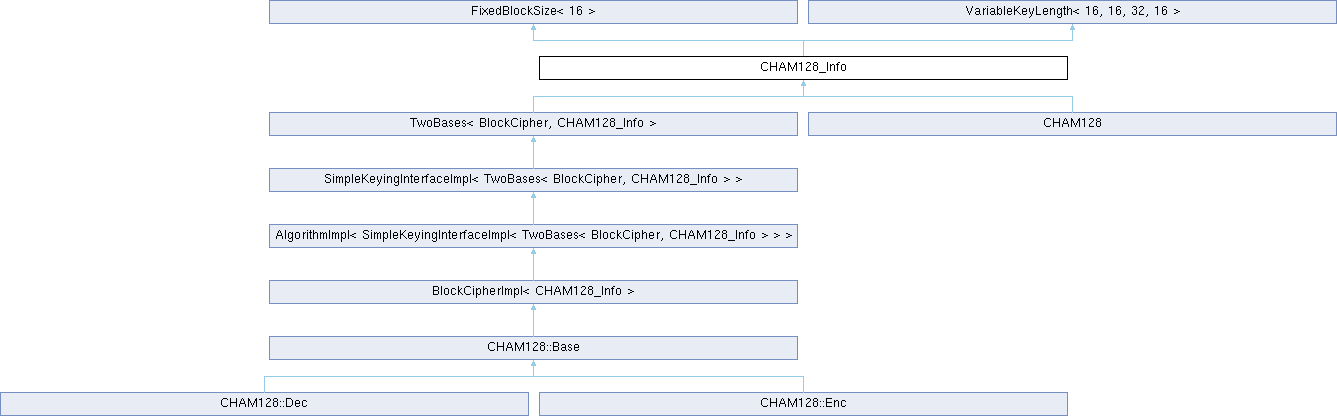 FixedBlockSize< 16 >
VariableKeyLength< 16, 16, 32, 16 >
CHAM128_Info
TwoBases< BlockCipher, CHAM128_Info >
CHAM128
SimpleKeyingInterfaceImpl< TwoBases< BlockCipher, CHAM128_Info > >
AlgorithmImpl< SimpleKeyingInterfaceImpl< TwoBases< BlockCipher, CHAM128_Info > > >
BlockCipherImpl< CHAM128_Info >
CHAM128::Base
CHAM128::Dec
CHAM128::Enc